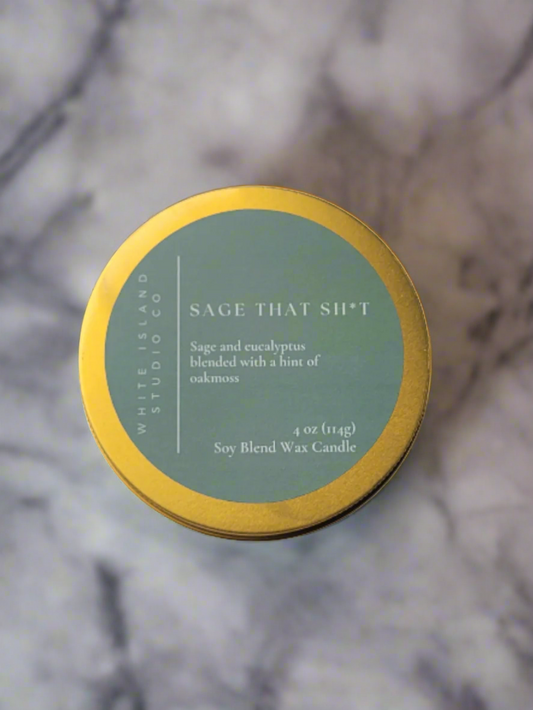 WHITE ISLAND
STUDIO CO
SAGE THAT SH*T
Sage and eucalyptus
blended with a hint of
oakmoss
4 oz (114g)
Soy Blend Wax Candle